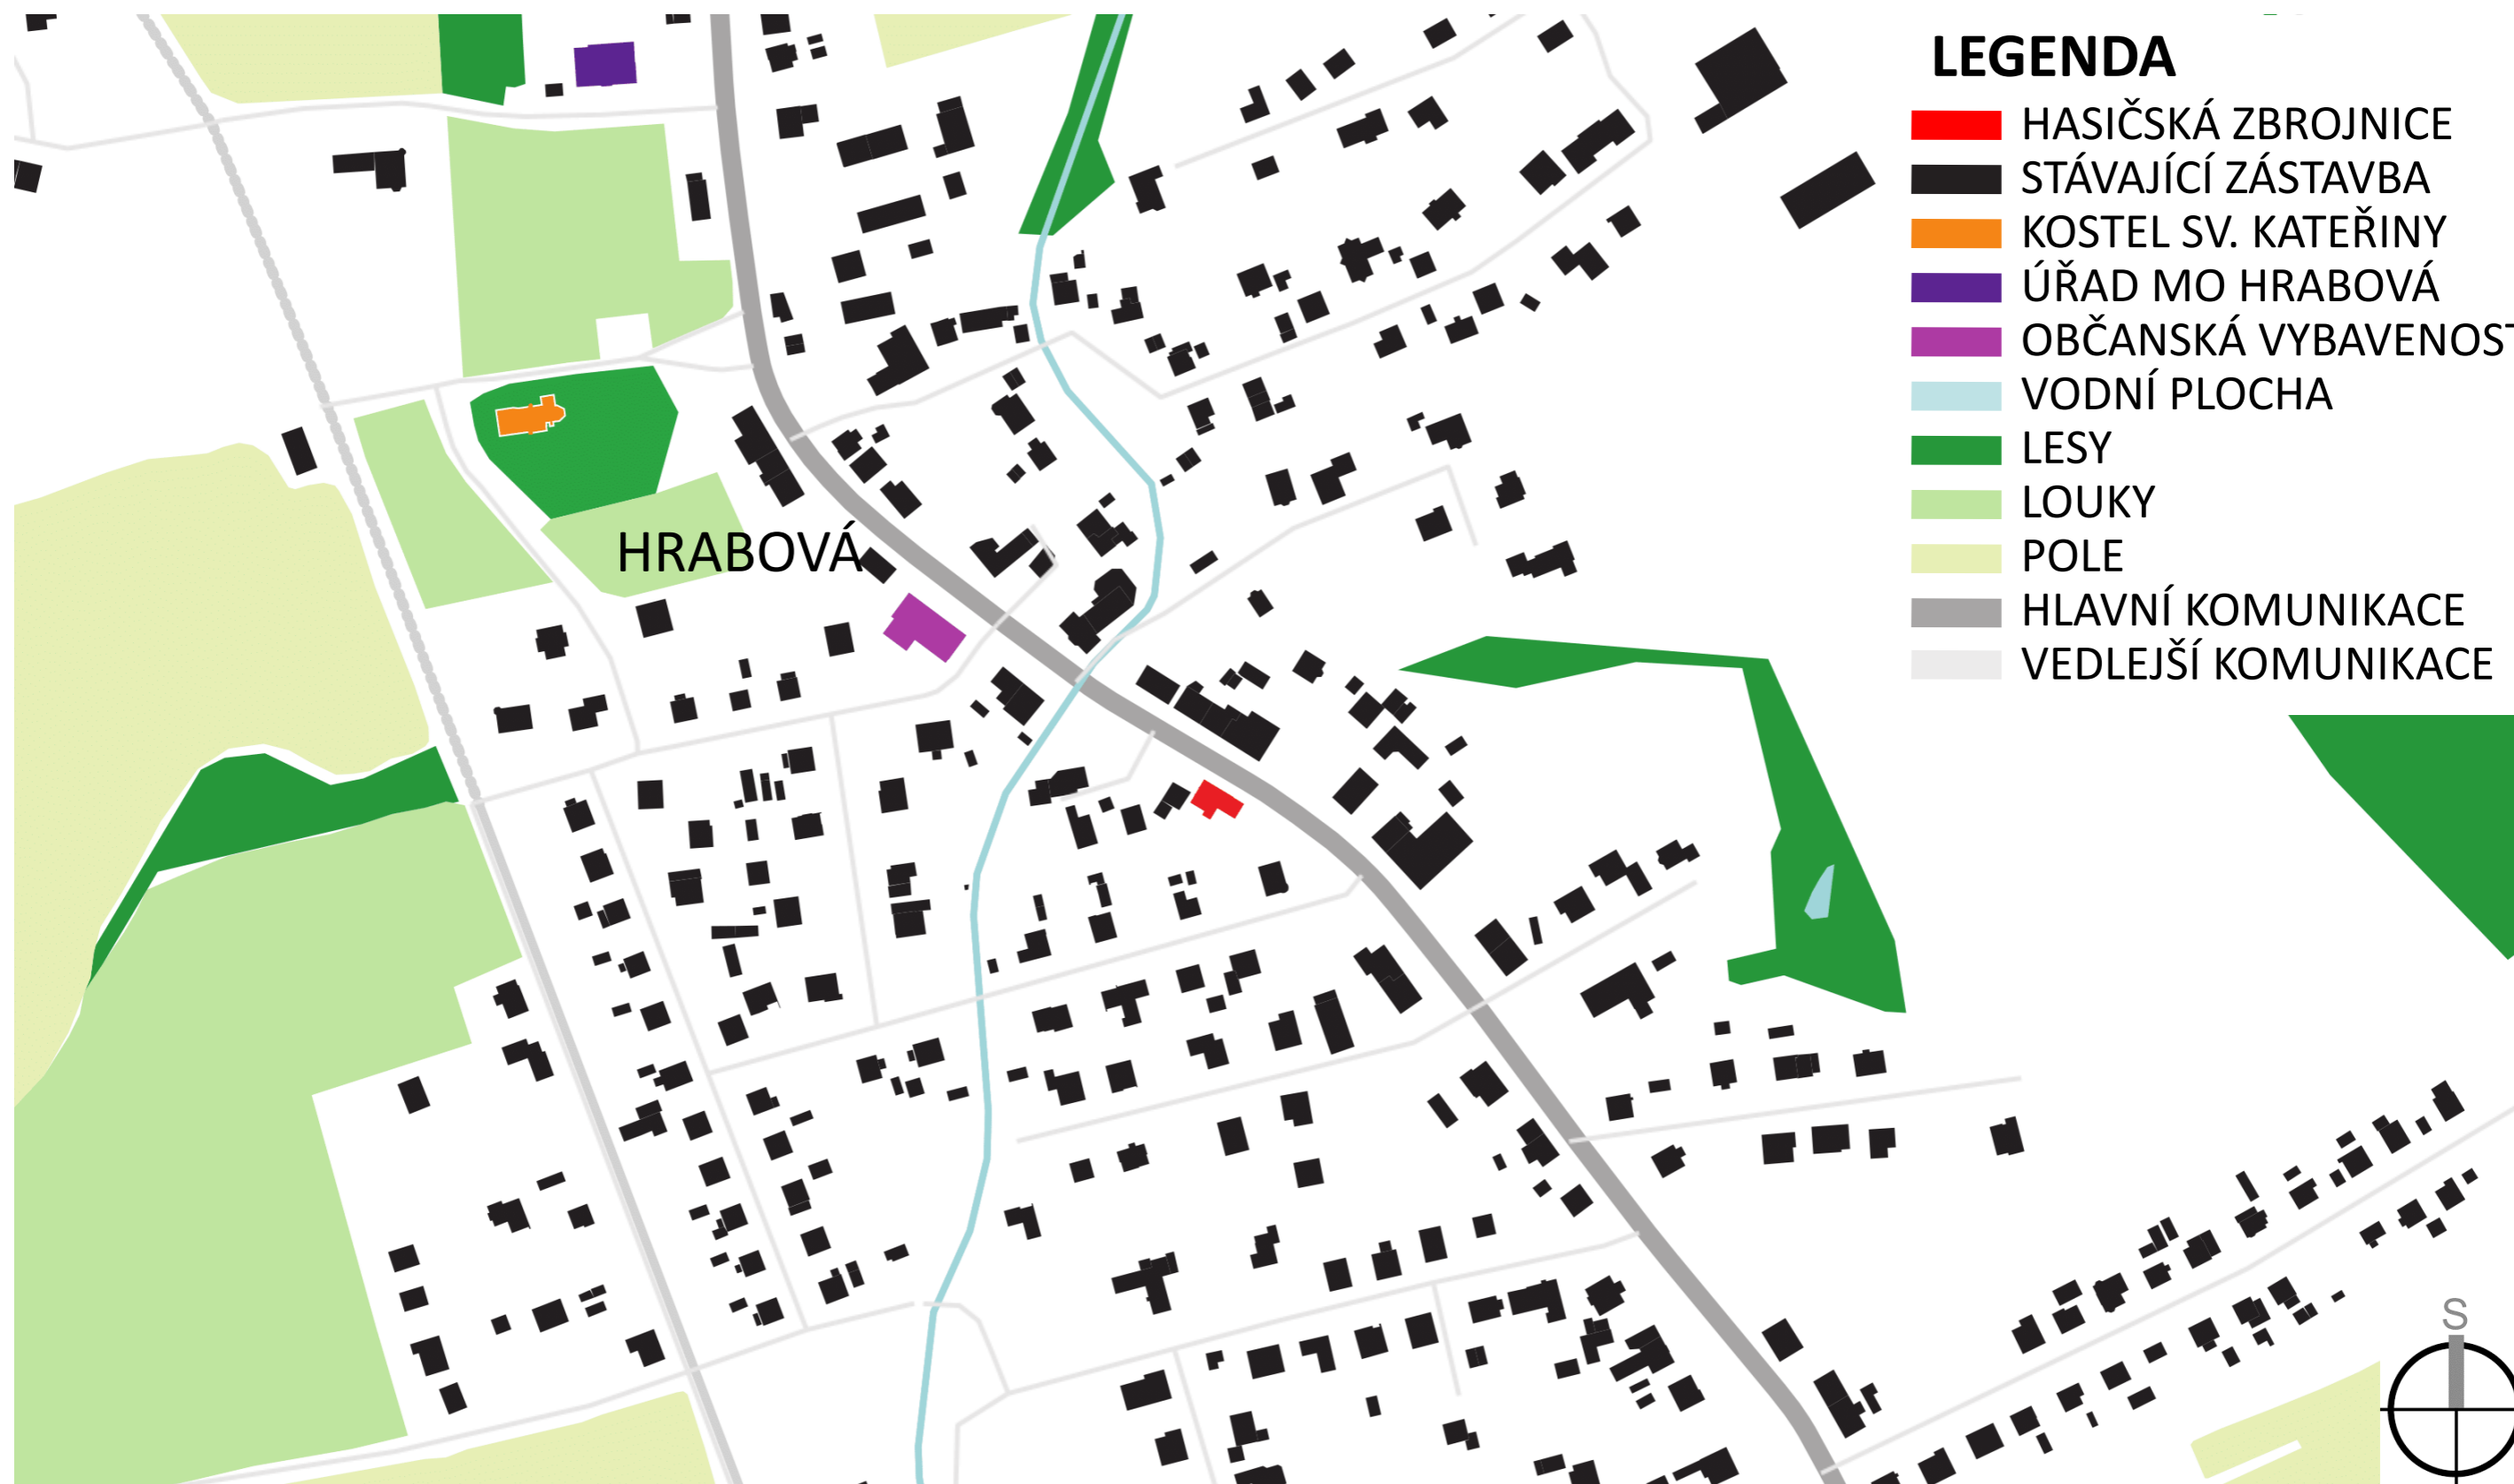 LEGENDA
HASIČSKÁ ZBROJNICE
STÁVAJÍCÍ ZÁSTAVBA
KOSTEL SV. KATEŘINY
ÚŘAD MO HRABOVÁ
OBČANSKÁ VYBAVENOST
VODNÍ PLOCHA
LESY
LOUKY
POLE
HLAVNÍ KOMUNIKACE
VEDLEJŠÍ KOMUNIKACE
HRABOVÁ
S